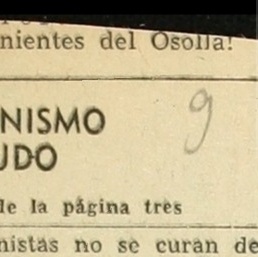 nientes del Osolla!
9
NISMO
UDO
de la página tres
nistas no se curan de